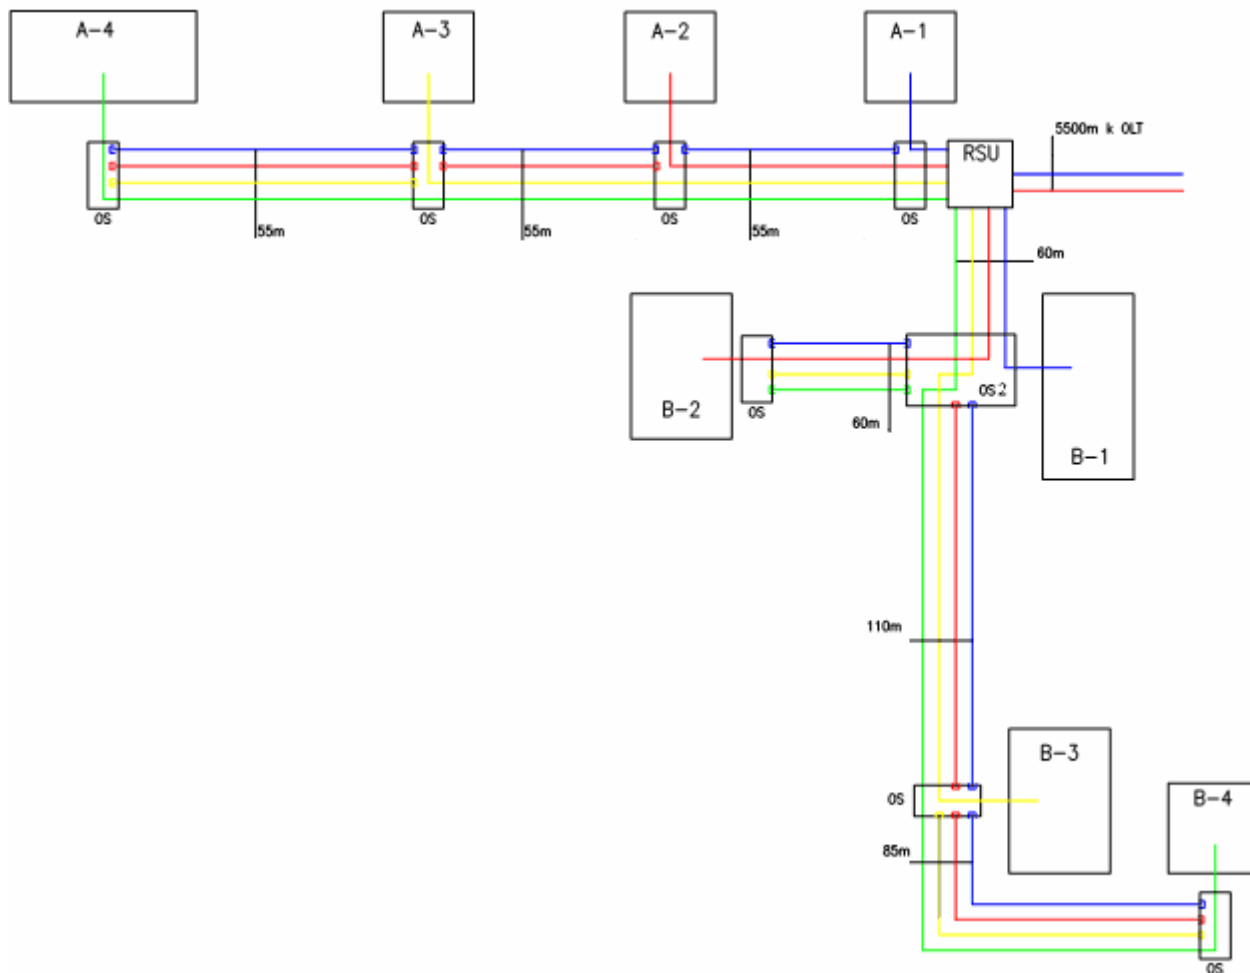 A-4
A-3
A-2
A-1
5500m k OLT
RSU
OS
OS
OS
OS
55m
55m
55m
60m
B-2
OS
OS2
60m
B-1
110m
B-3
OS
B-4
85m
OS